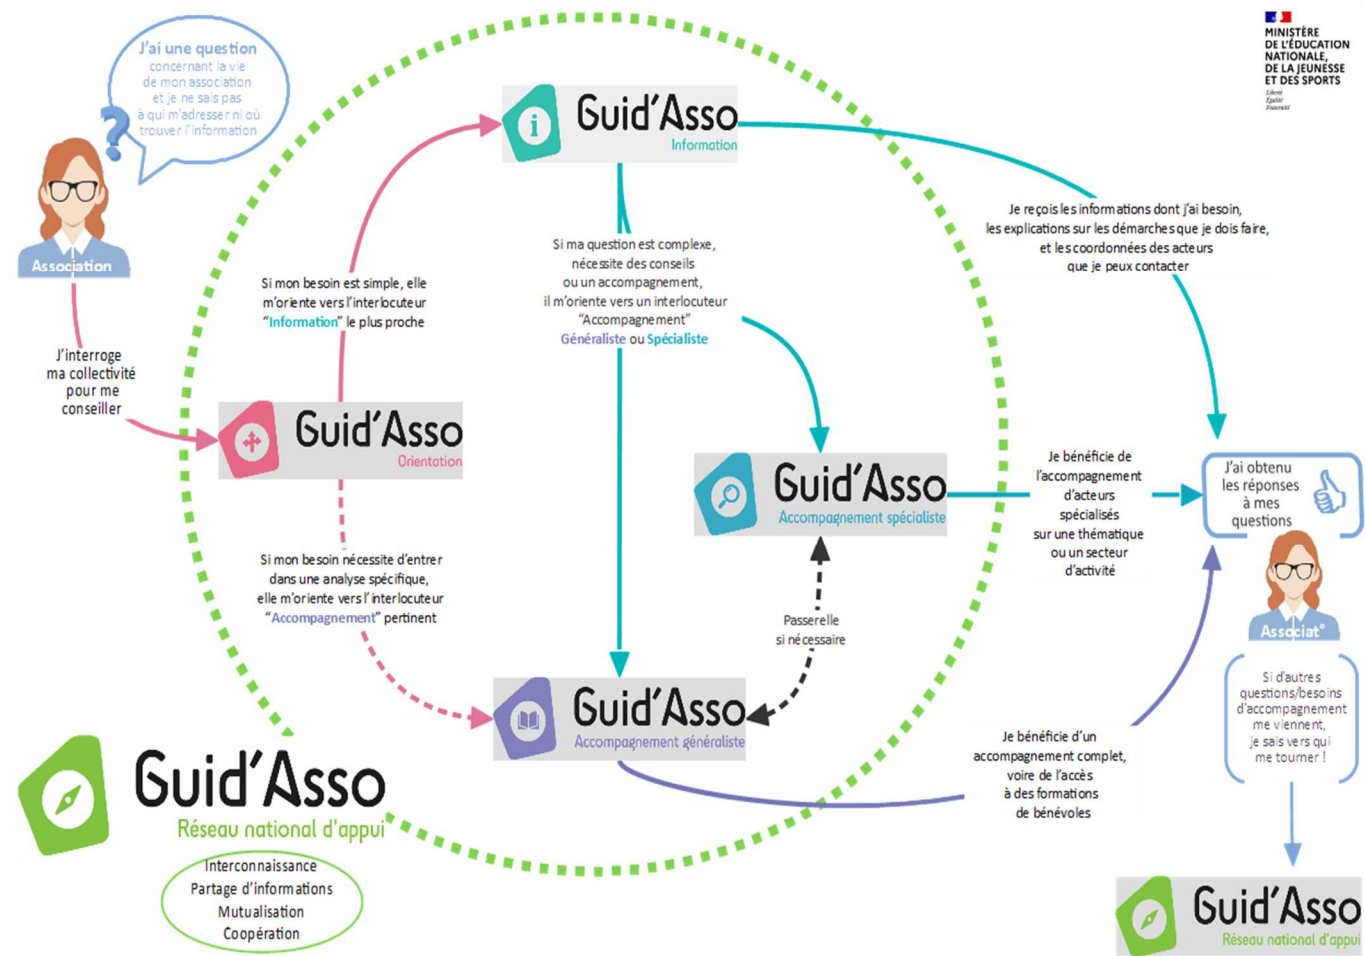 J'ai une question
concernant la vie
de mon association
et je ne sais pas
à qui m'adresser ni où
trouver l'information
?
Association
J'interroge
ma collectivité
pour me
conseiller
MINISTÈRE
DE L'ÉDUCATION
NATIONALE,
DE LA JEUNESSE
ET DES SPORTS
Liberté
Égalité
Fraternité
i
Guid'Asso
Information
Si mon besoin est simple, elle
m'oriente vers l'interlocuteur
"Information" le plus proche
Si ma question est complexe,
nécessite des conseils
ou un accompagnement,
il m'oriente vers un interlocuteur
"Accompagnement"
Généraliste ou Spécialiste
Je reçois les informations dont j'ai besoin,
les explications sur les démarches que je dois faire,
et les coordonnées des acteurs
que je peux contacter
Guid'Asso
Orientation
Guid'Asso
Accompagnement spécialiste
Je bénéficie de
l'accompagnement
d'acteurs
spécialisés
sur une thématique
ou un secteur
d'activité
J'ai obtenu
les réponses
à mes
questions
Associat°
Si mon besoin nécessite d'entrer
dans une analyse spécifique,
elle m'oriente vers l'interlocuteur
"Accompagnement" pertinent
Passerelle
si nécessaire
Guid'Asso
Accompagnement généraliste
Je bénéficie d'un
accompagnement complet,
voire de l'accès
à des formations
de bénévoles
Si d'autres
questions/besoins
d'accompagnement
me viennent,
je sais vers qui
me tourner !
Guid'Asso
Réseau national d'appui
Interconnaissance
Partage d'informations
Mutualisation
Coopération
Guid'Asso
Réseau national d'appui